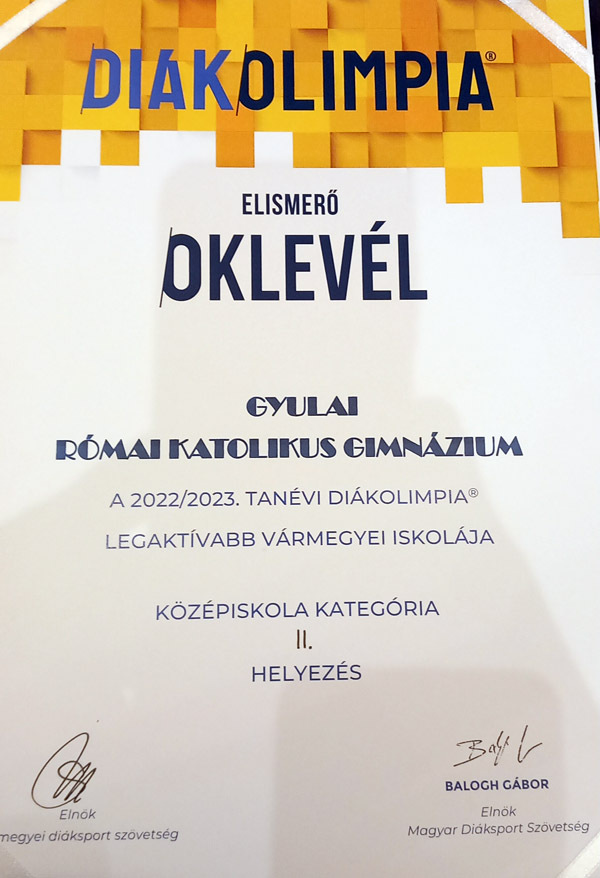 DIÁKOLIMPIA®
ELISMERŐ
OKLEVÉL
GYULAI
RÓMAI KATOLIKUS GIMNÁZIUM
A 2022/2023. TANÉVI DIÁKOLIMPIA®
LEGAKTÍVABB VÁRMEGYEI ISKOLÁJA
KÖZÉPISKOLA KATEGÓRIA
II.
HELYEZÉS
BALOGH GÁBOR
Elnök
megyei diáksport szövetség
Elnök
Magyar Diáksport Szövetség